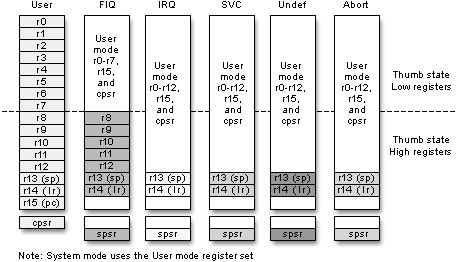 User FIQ IRQ SVC Undef Abort
r0
r1
r2
r3
r4
r5
r6
r7
r8
r9
r10
r11
r12
r13 (sp)
r14 (lr)
r15 (pc)
cpsr
User
mode
r0-r7,
r15,
and
cpsr
r8
r9
r10
r11
r12
r13 (sp)
r14 (lr)
spsr
User
mode
r0-r12,
r15,
and
cpsr
r13 (sp)
r14 (lr)
spsr
User
mode
r0-r12,
r15,
and
cpsr
r13 (sp)
r14 (lr)
spsr
User
mode
r0-r12,
r15,
and
cpsr
r13 (sp)
r14 (lr)
spsr
User
mode
r0-r12,
r15,
and
cpsr
r13 (sp)
r14 (lr)
spsr
Thumb state
Low registers
Thumb state
High registers
Note: System mode uses the User mode register set